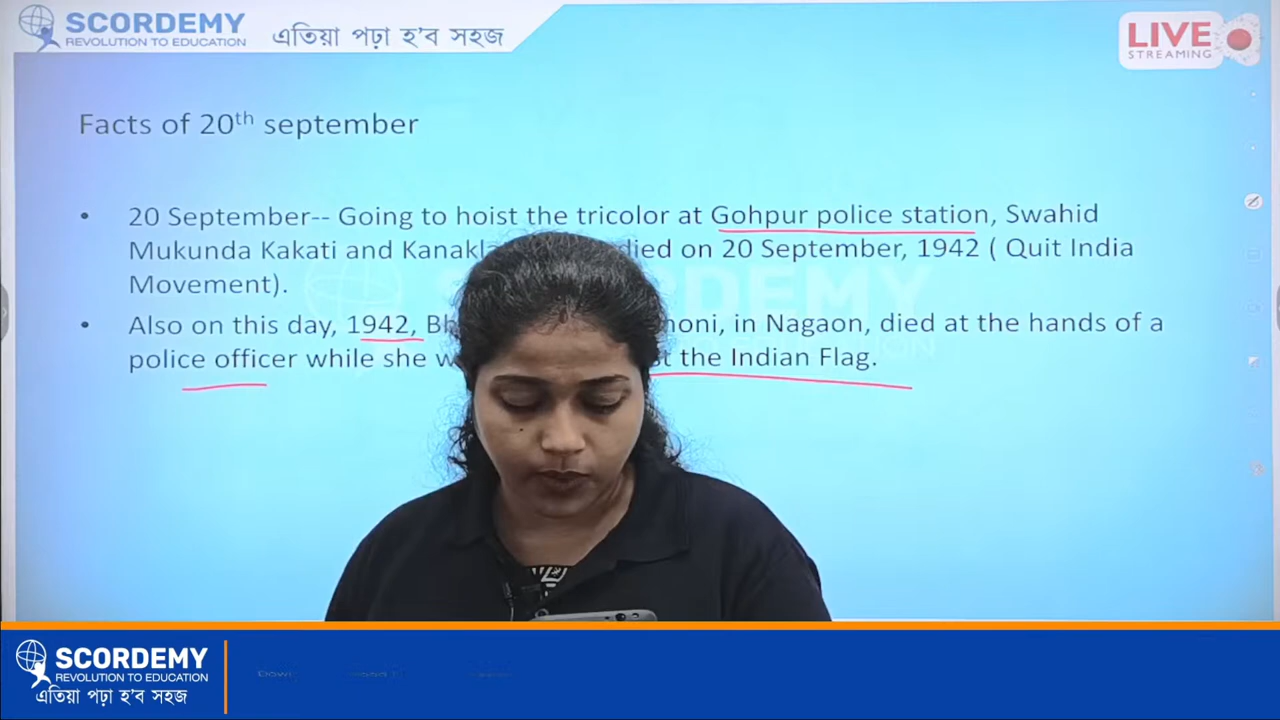 SCORDEMY
REVOLUTION TO EDUCATION
এতিয়া পঢ়া হ'ব সহজ
LIVE
STREAMING
Facts of 20th september
• 20 September-- Going to hoist the tricolor at Gohpur police station, Swahid
Mukunda Kakati and died on 20 September, 1942 ( Quit India
Movement).
• Also on this day, 1942, in Nagaon, died at the hands of a
police officer while she the Indian Flag.
SCORDEMY
REVOLUTION TO EDUCATION
এতিয়া পঢ়া হ'ব সহজ